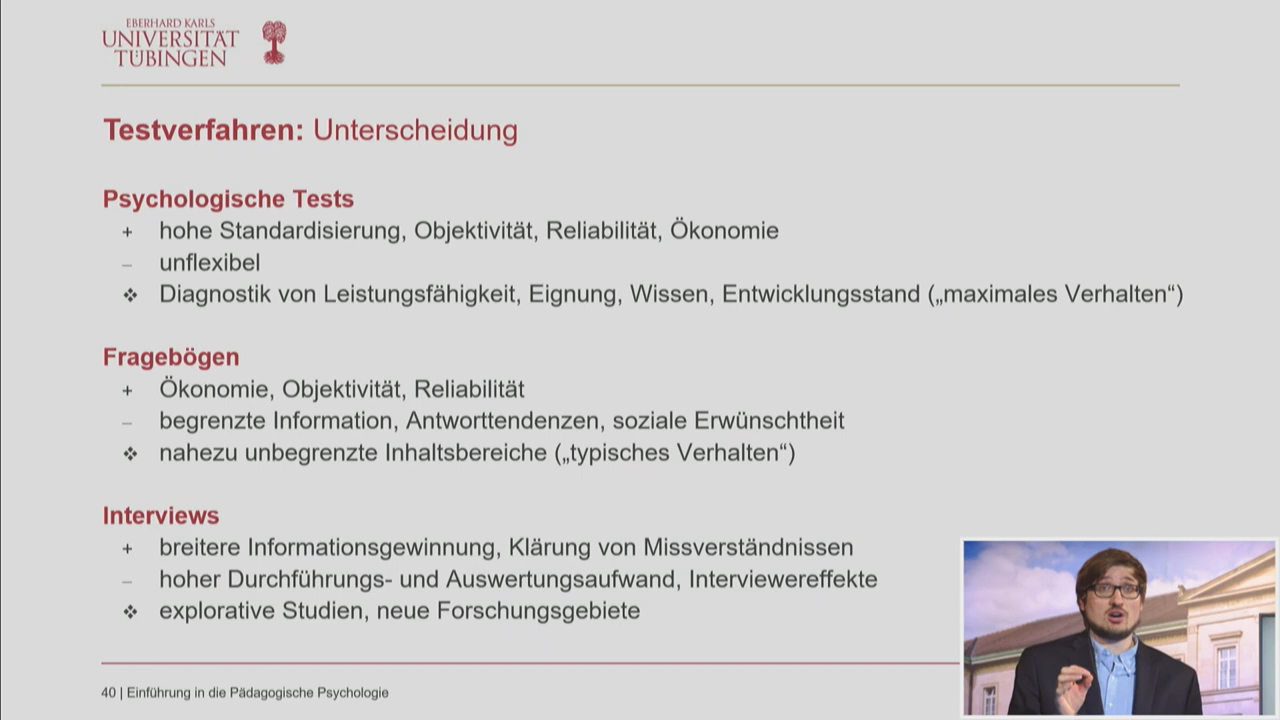 EBERHARD KARLS
UNIVERSITÄT
TÜBINGEN
Testverfahren: Unterscheidung
Psychologische Tests
+ hohe Standardisierung, Objektivität, Reliabilität, Ökonomie
– unflexibel
❖ Diagnostik von Leistungsfähigkeit, Eignung, Wissen, Entwicklungsstand („maximales Verhalten“)
Fragebögen
+ Ökonomie, Objektivität, Reliabilität
– begrenzte Information, Antworttendenzen, soziale Erwünschtheit
❖ nahezu unbegrenzte Inhaltsbereiche („typisches Verhalten“)
Interviews
+ breitere Informationsgewinnung, Klärung von Missverständnissen
– hoher Durchführungs- und Auswertungsaufwand, Interviewereffekte
❖ explorative Studien, neue Forschungsgebiete
40 | Einführung in die Pädagogische Psychologie